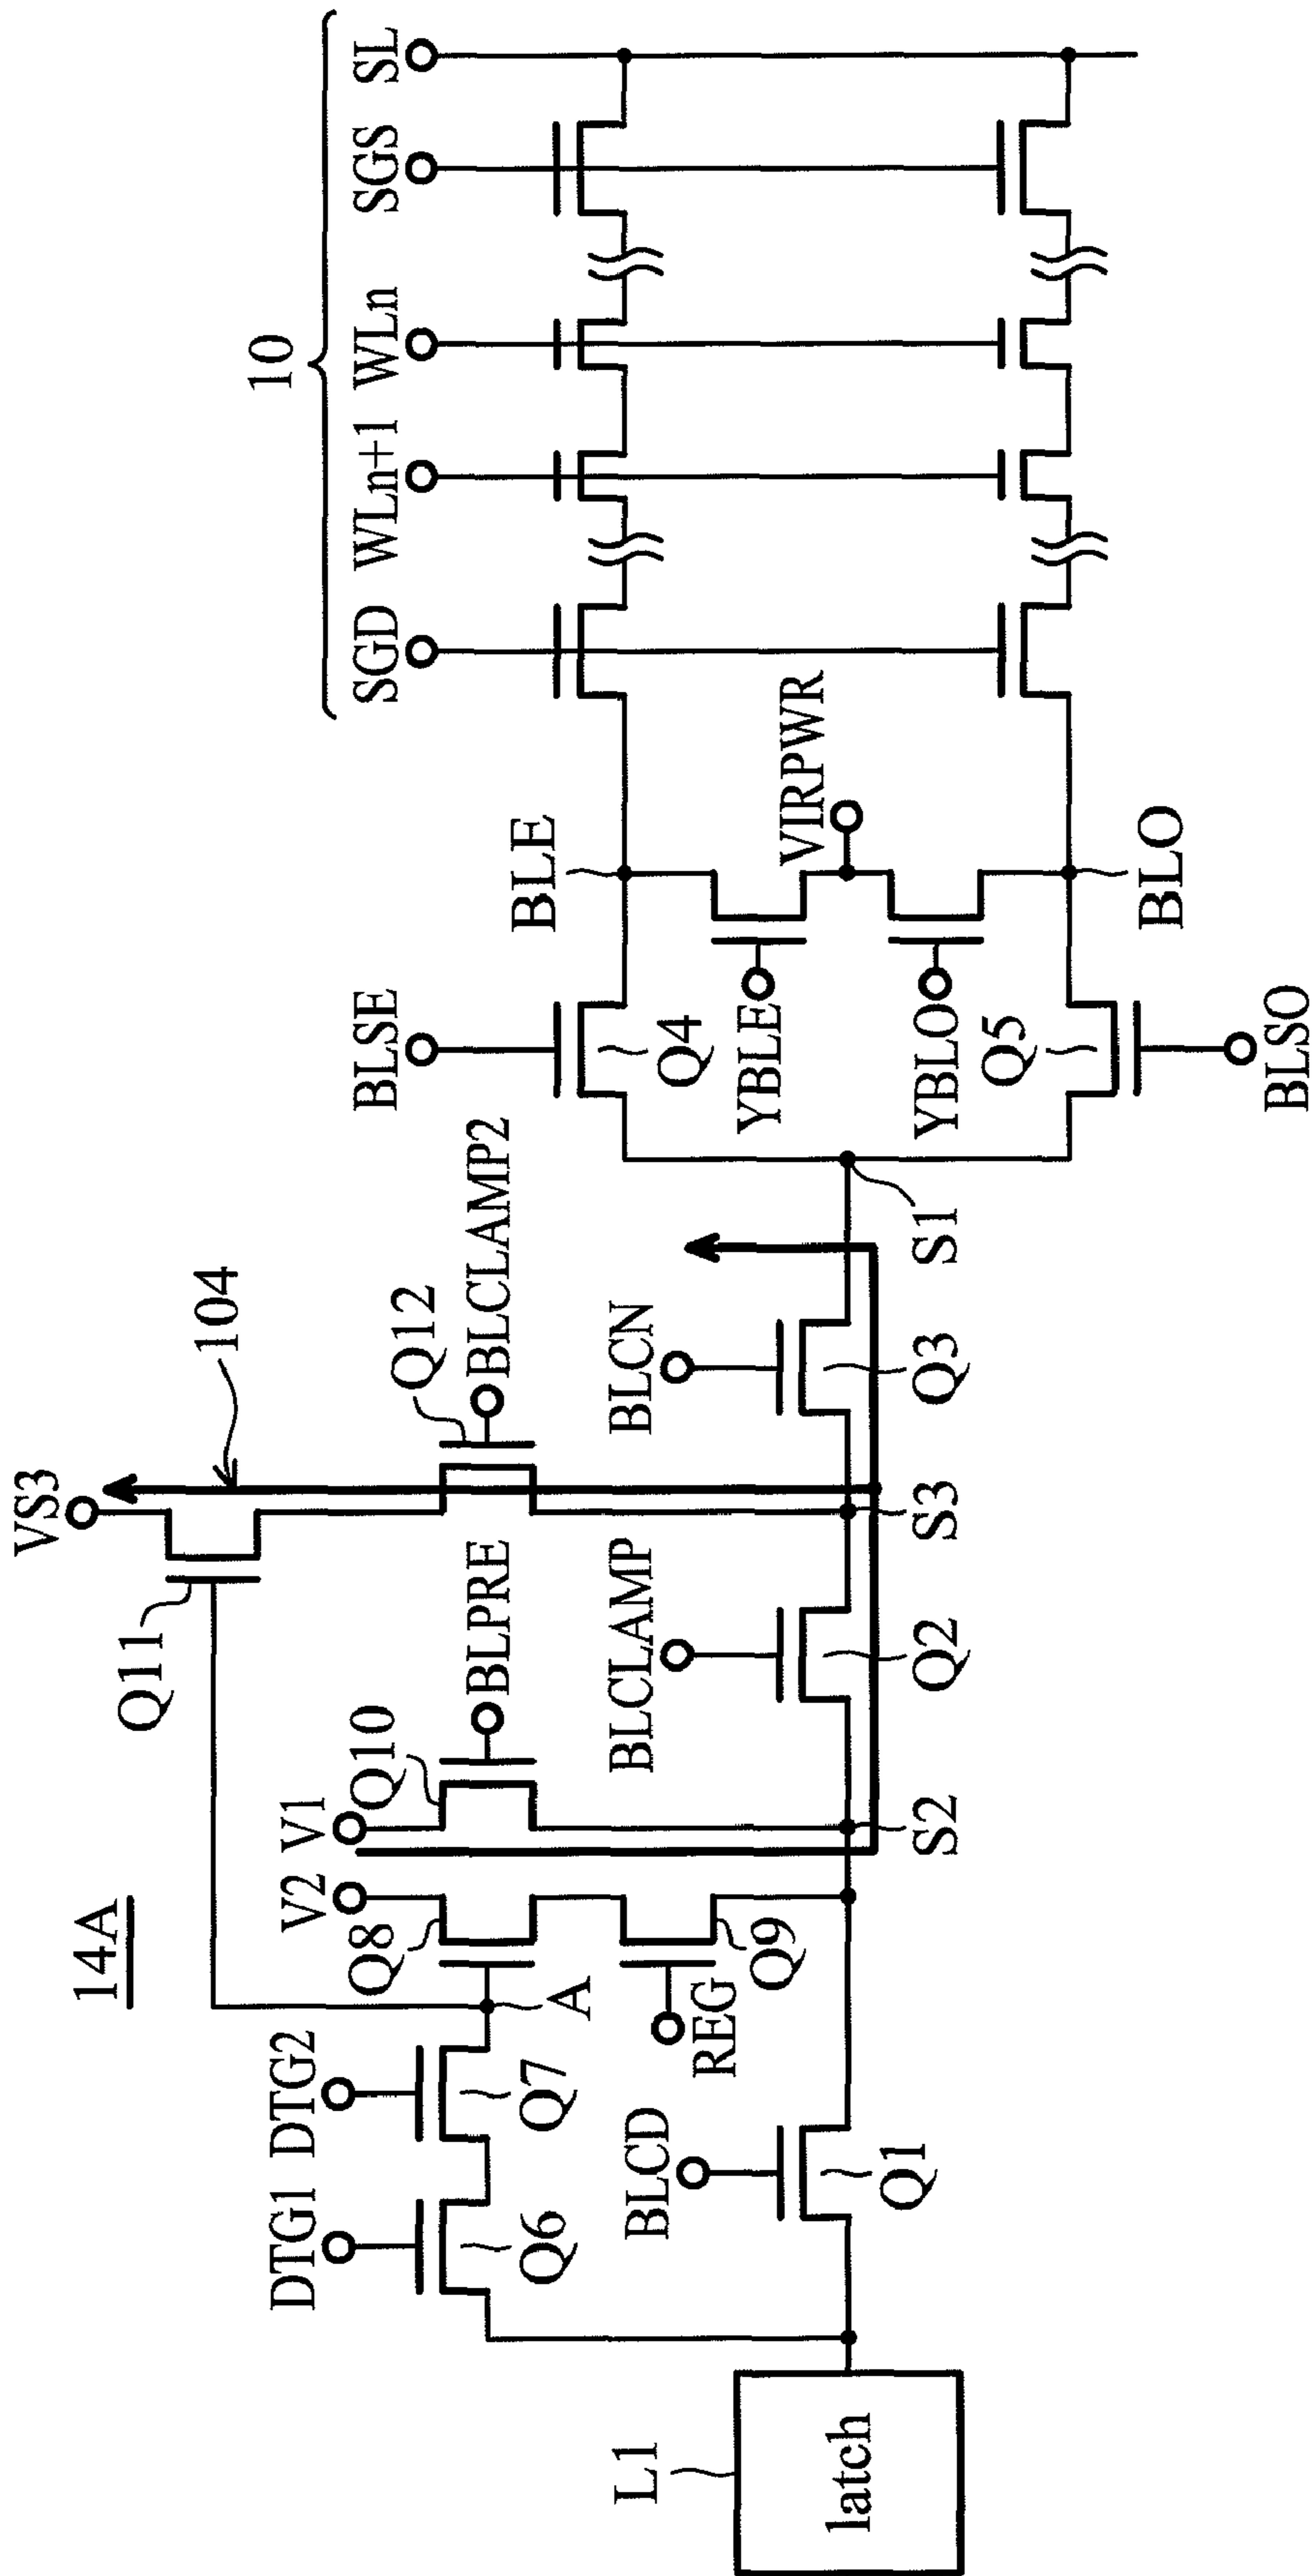 14A
10
VS3
104
Q11
Q12
BLCLAMP2
DTG1
DTG2
V2
V1
Q10
BLPRE
Q8
A
Q6
Q7
REG
Q9
BLCD
Q1
L1
latch
S2
BLCLAMP
Q2
S3
BLCN
Q3
S1
BLSE
Q4
BLE
YBLE
VIRPWR
YBLO
Q5
BLO
BLSO
SGD
WLn+1
WLn
SGS
SL